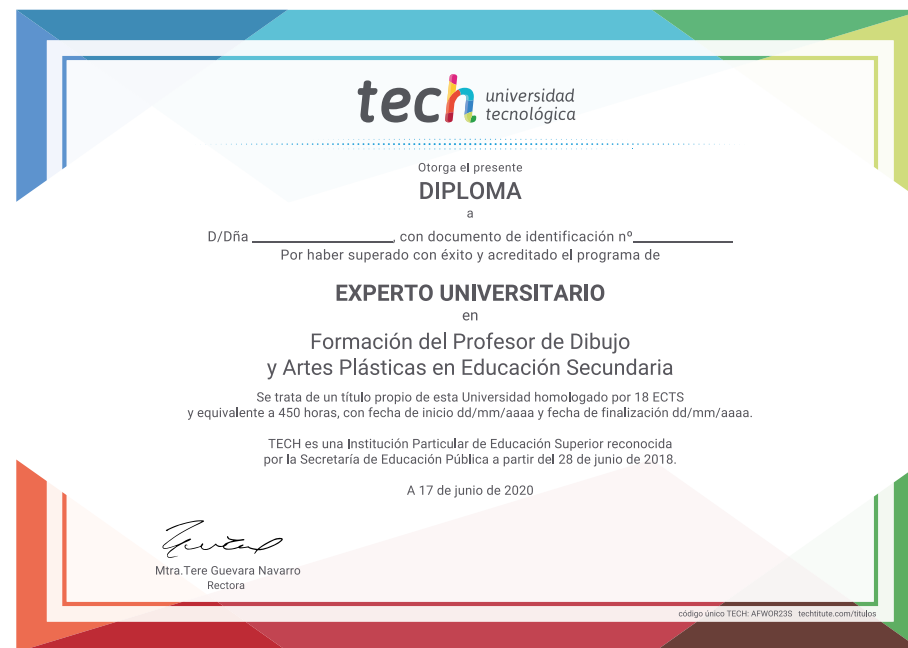 tech universidad
tecnológica
Otorga el presente
DIPLOMA
a
D/Dña ____________, con documento de identificación nº____________
Por haber superado con éxito y acreditado el programa de
EXPERTO UNIVERSITARIO
en
Formación del Profesor de Dibujo
y Artes Plásticas en Educación Secundaria
Se trata de un título propio de esta Universidad homologado por 18 ECTS
y equivalente a 450 horas, con fecha de inicio dd/mm/aaaa y fecha de finalización dd/mm/aaaa.
TECH es una Institución Particular de Educación Superior reconocida
por la Secretaría de Educación Pública a partir del 28 de junio de 2018.
A 17 de junio de 2020
Mtra.Tere Guevara Navarro
Rectora
código único TECH: AFWOR23S techtitute.com/titulos